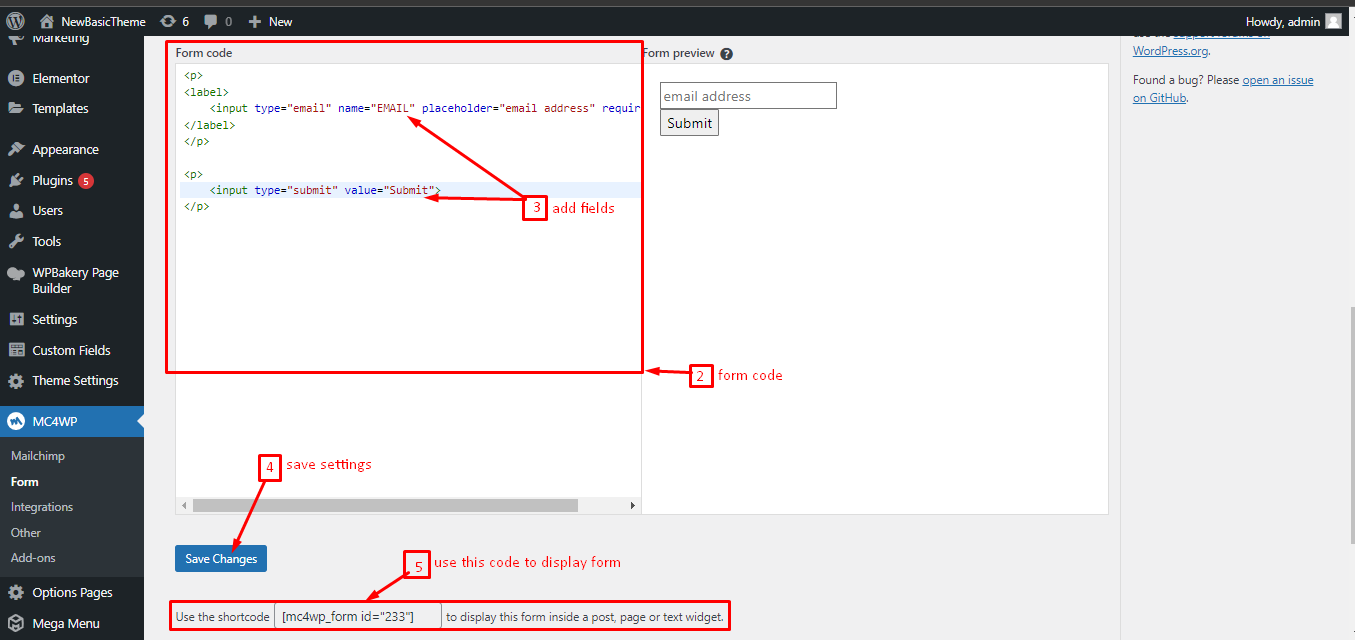 NewBasicTheme 6 0 New Howdy, admin
Marketing
Elementor
Templates
Appearance
Plugins 5
Users
Tools
WPBakery Page
Builder
Settings
Custom Fields
Theme Settings
MC4WP
Mailchimp
Form
Integrations
Other
Add-ons
Options Pages
Mega Menu
Form code
<p>
<label>
<input type="email" name="EMAIL" placeholder="email address" requir
</label>
</p>
<p>
<input type="submit" value="Submit">
</p>
3 add fields
2 form code
4 save settings
Save Changes
5 use this code to display form
Use the shortcode [mc4wp_form id="233"] to display this form inside a post, page or text widget.
Form preview ?
email address
Submit
use the support forums on
WordPress.org.
Found a bug? Please open an issue
on GitHub.